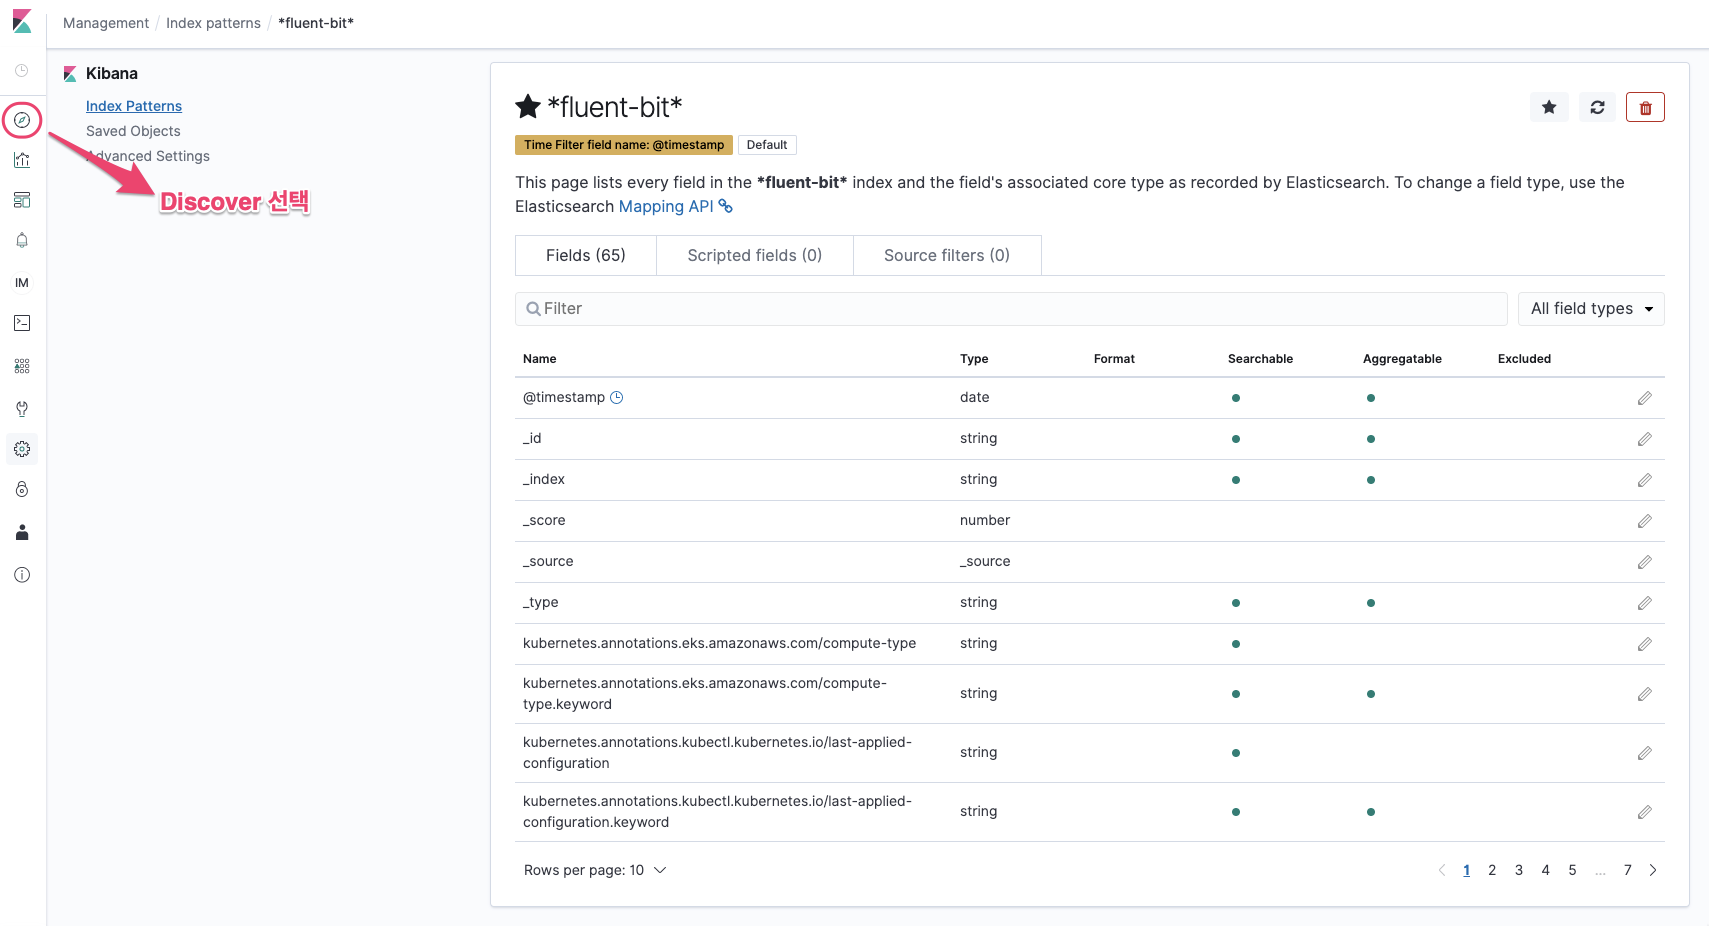 Management / Index patterns / *fluent-bit*
Kibana
Index Patterns
Saved Objects
Advanced Settings
Discover 선택
IM
*fluent-bit*
Time Filter field name: @timestamp Default
This page lists every field in the *fluent-bit* index and the field's associated core type as recorded by Elasticsearch. To change a field type, use the
Elasticsearch Mapping API
Fields (65) Scripted fields (0) Source filters (0)
Filter All field types
Name Type Format Searchable Aggregatable Excluded
@timestamp date
_id string
_index string
_score number
_source _source
_type string
kubernetes.annotations.eks.amazonaws.com/compute-type string
kubernetes.annotations.eks.amazonaws.com/compute-
type.keyword string
kubernetes.annotations.kubectl.kubernetes.io/last-applied-
configuration string
kubernetes.annotations.kubectl.kubernetes.io/last-applied-
configuration.keyword string
Rows per page: 10 1 2 3 4 5 ... 7